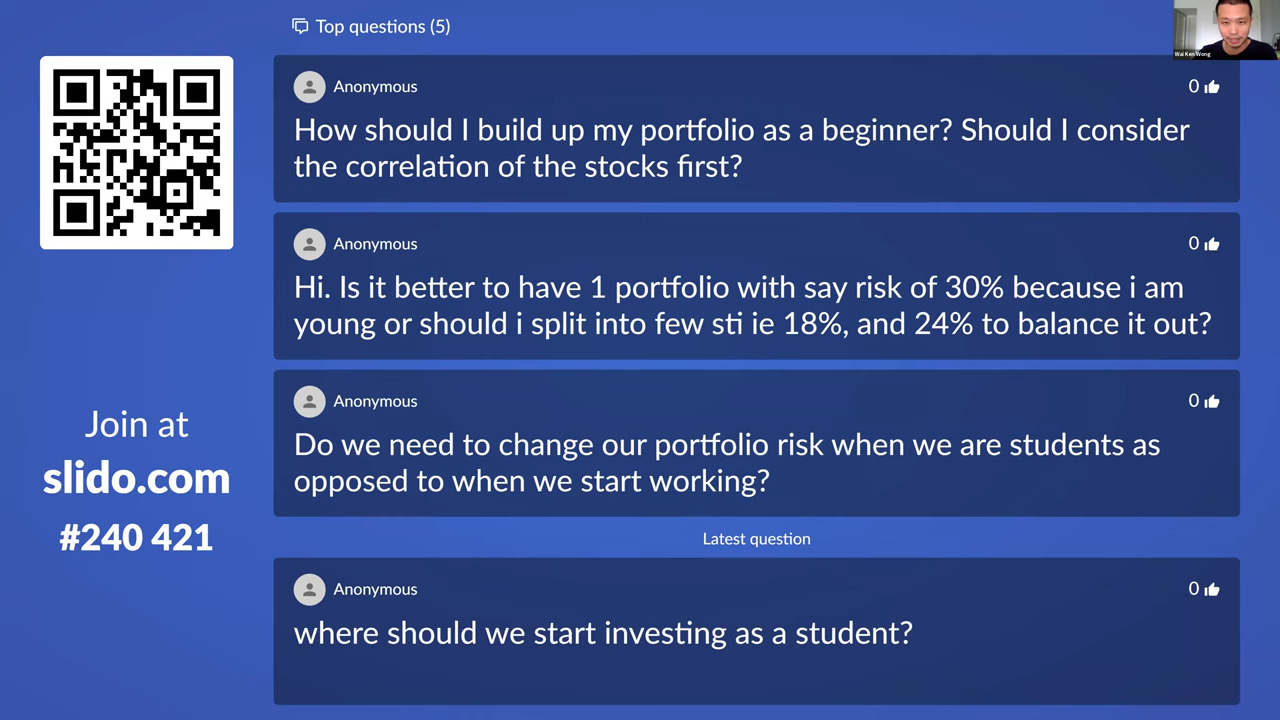 Top questions (5)
Wai Ken Wong
Anonymous
0
How should I build up my portfolio as a beginner? Should I consider
the correlation of the stocks first?
Anonymous
0
Hi. Is it better to have 1 portfolio with say risk of 30% because i am
young or should i split into few sti ie 18%, and 24% to balance it out?
Anonymous
0
Do we need to change our portfolio risk when we are students as
opposed to when we start working?
Join at
slido.com
#240 421
Latest question
Anonymous
0
where should we start investing as a student?